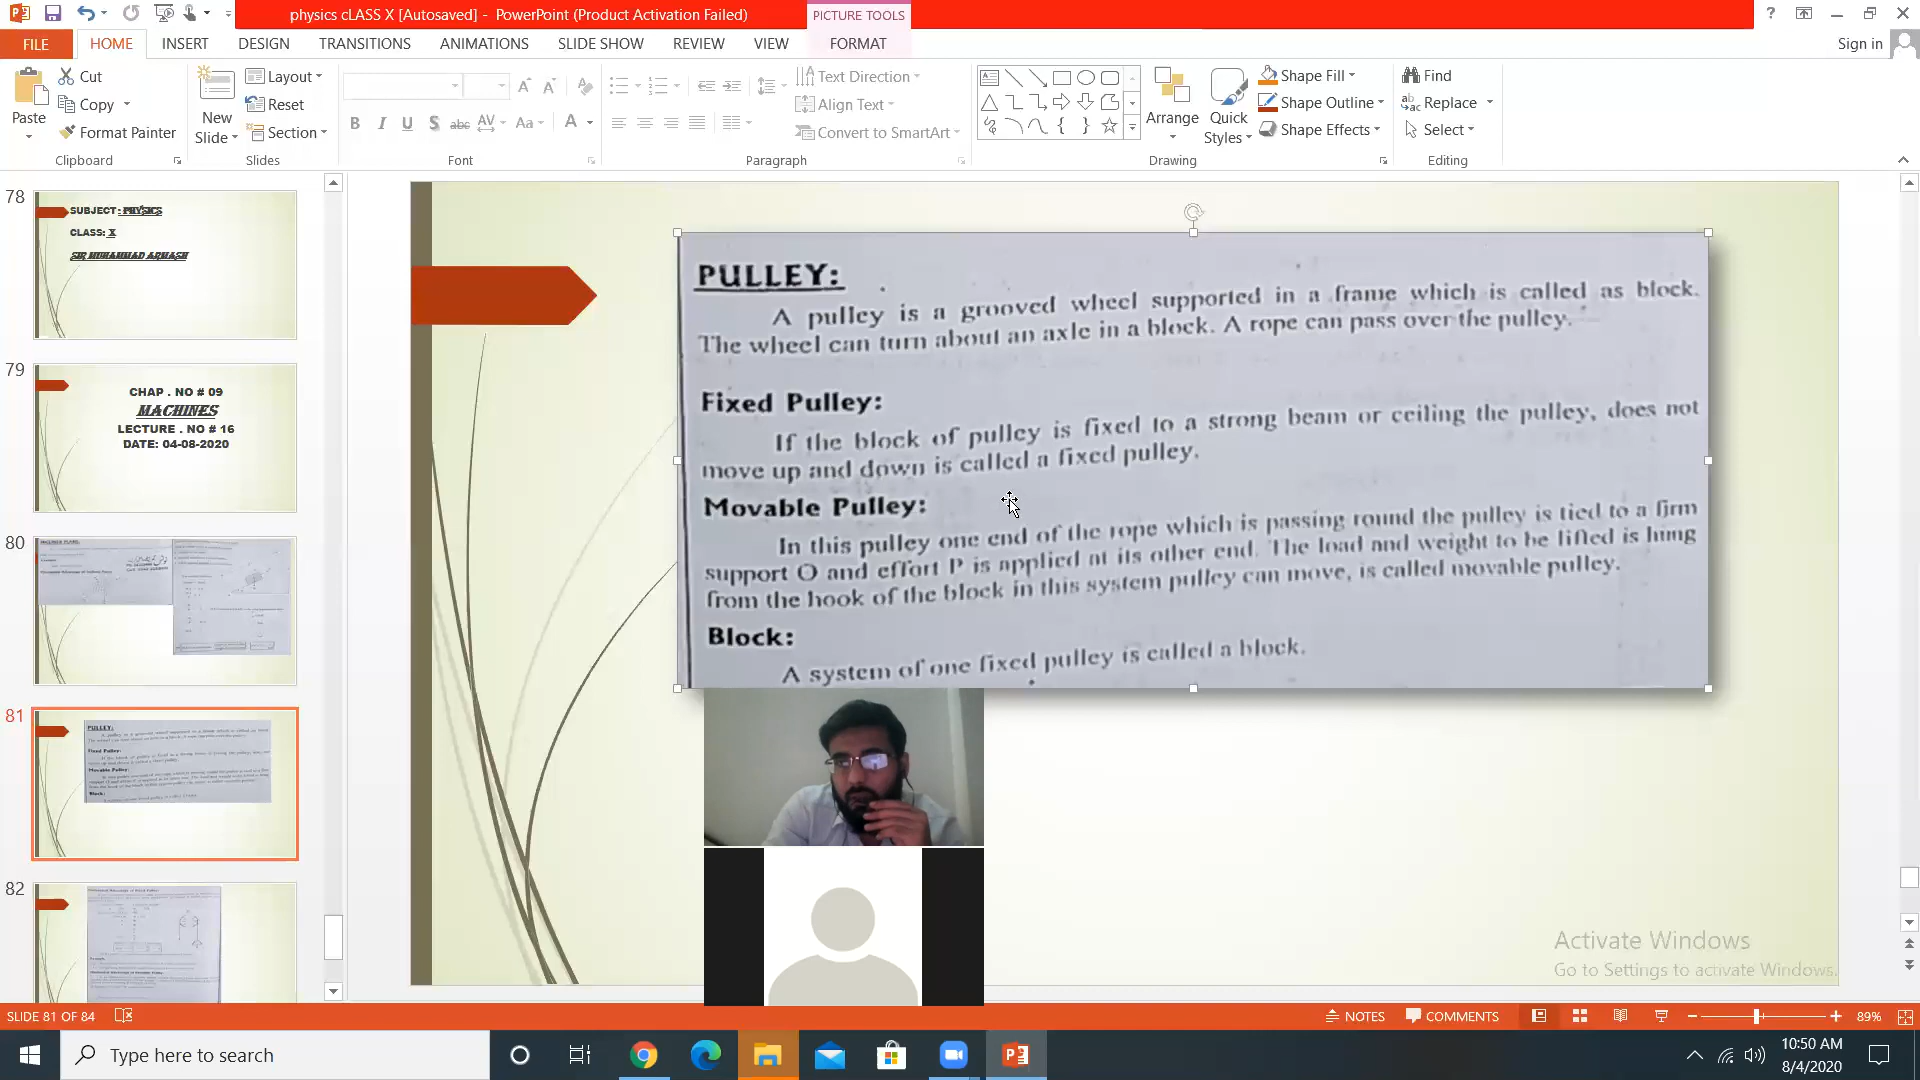 physics cLASS X [Autosaved] - PowerPoint (Product Activation Failed)
PICTURE TOOLS
FILE
HOME
INSERT
DESIGN
TRANSITIONS
ANIMATIONS
SLIDE SHOW
REVIEW
VIEW
FORMAT
Sign in
Paste
Cut
Copy
Format Painter
Clipboard
New
Slide
Layout
Reset
Section
Slides
Font
Text Direction
Align Text
Convert to SmartArt
Paragraph
Arrange
Quick
Styles
Shape Fill
Shape Outline
Shape Effects
Drawing
Find
Replace
Select
Editing
78
SUBJECT: PHYSICS
CLASS: X
SIR MUHAMMAD ARHASH
79
CHAP . NO # 09
MACHINES
LECTURE . NO # 16
DATE: 04-08-2020
80
81
82
PULLEY:
A pulley is a grooved wheel supported in a frame which is called as block.
The wheel can turn about an axle in a block. A rope can pass over the pulley.
Fixed Pulley:
If the block of pulley is fixed to a strong beam or ceiling the pulley, does not
move up and down is called a fixed pulley.
Movable Pulley:
In this pulley one end of the rope which is passing round the pulley is tied to a firm
support O and effort P is applied at its other end. The load and weight to be lifted is hung
from the hook of the block in this system pulley can move, is called movable pulley.
Block:
A system of one fixed pulley is called a block.
Activate Windows
Go to Settings to activate Windows.
SLIDE 81 OF 84
NOTES
COMMENTS
89%
Type here to search
10:50 AM
8/4/2020